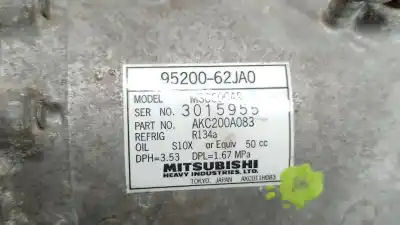 95200-62JA0
MODEL
SER NO. 3015955
PART NO. AKC200A083
REFRIG R134a
OIL S10X or Equiv 50 cc
DPH=3.53 DPL=1.67 MPa
MITSUBISHI
HEAVY INDUSTRIES, LTD.
TOKYO, JAPAN AKC011H083